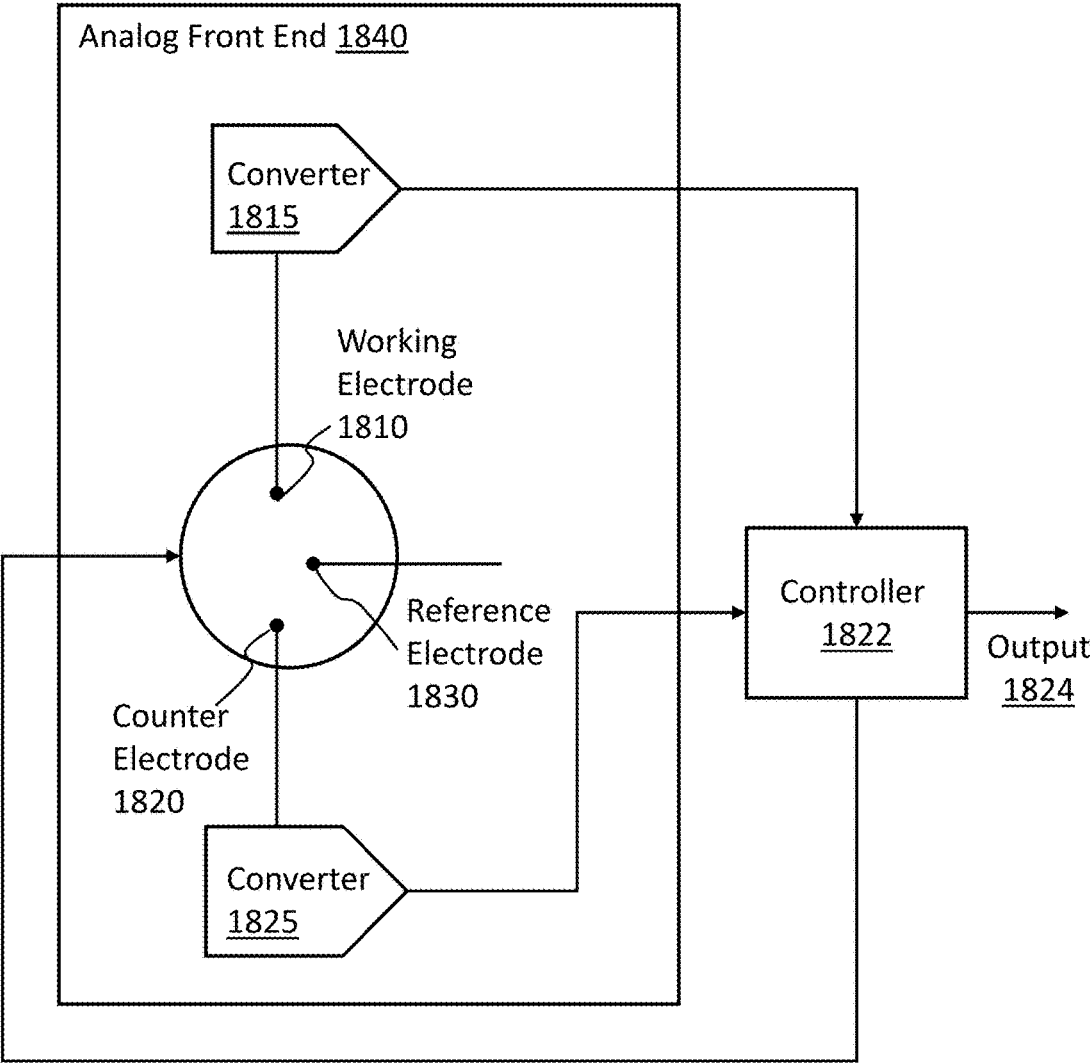 Analog Front End 1840
Converter
1815
Working
Electrode
1810
Reference
Electrode
1830
Counter
Electrode
1820
Converter
1825
Controller
1822
Output
1824